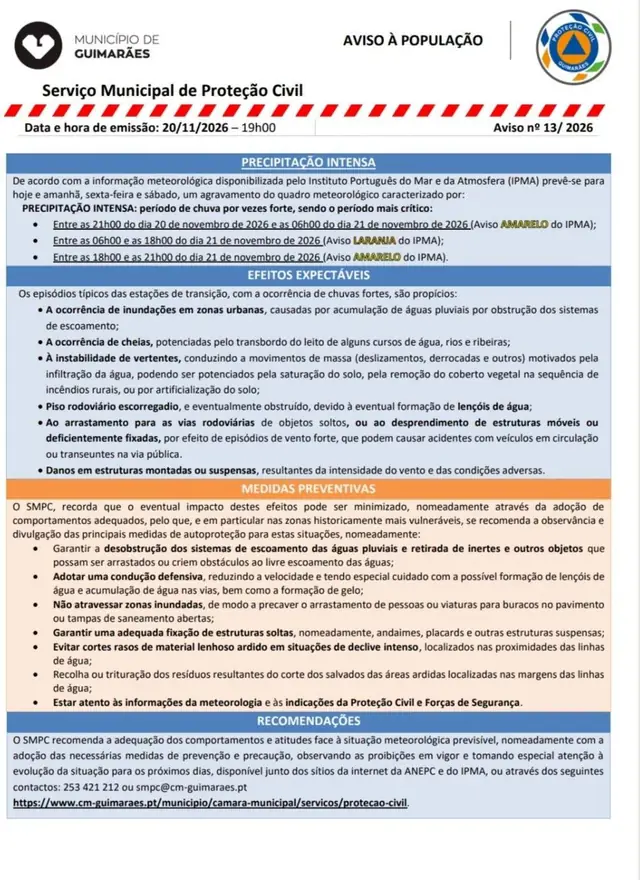 MUNICÍPIO DE
GUIMARÃES
AVISO À POPULAÇÃO
PROTEÇÃO CIVIL
GUIMARÃES
Serviço Municipal de Proteção Civil
Data e hora de emissão: 20/11/2026 – 19h00
Aviso nº 13/ 2026
PRECIPITAÇÃO INTENSA
De acordo com a informação meteorológica disponibilizada pelo Instituto Português do Mar e da Atmosfera (IPMA) prevê-se para
hoje e amanhã, sexta-feira e sábado, um agravamento do quadro meteorológico caracterizado por:
PRECIPITAÇÃO INTENSA: período de chuva por vezes forte, sendo o período mais crítico:
• Entre as 21h00 do dia 20 de novembro de 2026 e as 06h00 do dia 21 de novembro de 2026 (Aviso AMARELO do IPMA);
• Entre as 06h00 e as 18h00 do dia 21 de novembro de 2026 (Aviso LARANJA do IPMA);
• Entre as 18h00 e as 21h00 do dia 21 de novembro de 2026 (Aviso AMARELO do IPMA).
EFEITOS EXPECTÁVEIS
Os episódios típicos das estações de transição, com a ocorrência de chuvas fortes, são propícios:
• A ocorrência de inundações em zonas urbanas, causadas por acumulação de águas pluviais por obstrução dos sistemas
de escoamento;
• A ocorrência de cheias, potenciadas pelo transbordo do leito de alguns cursos de água, rios e ribeiras;
• À instabilidade de vertentes, conduzindo a movimentos de massa (deslizamentos, derrocadas e outros) motivados pela
infiltração da água, podendo ser potenciados pela saturação do solo, pela remoção do coberto vegetal na sequência de
incêndios rurais, ou por artificialização do solo;
• Piso rodoviário escorregadio, e eventualmente obstruído, devido à eventual formação de lençóis de água;
• Ao arrastamento para as vias rodoviárias de objetos soltos, ou ao desprendimento de estruturas móveis ou
deficientemente fixadas, por efeito de episódios de vento forte, que podem causar acidentes com veículos em circulação
ou transeuntes na via pública.
• Danos em estruturas montadas ou suspensas, resultantes da intensidade do vento e das condições adversas.
MEDIDAS PREVENTIVAS
O SMPC, recorda que o eventual impacto destes efeitos pode ser minimizado, nomeadamente através da adoção de
comportamentos adequados, pelo que, e em particular nas zonas historicamente mais vulneráveis, se recomenda a observância e
divulgação das principais medidas de autoproteção para estas situações, nomeadamente:
• Garantir a desobstrução dos sistemas de escoamento das águas pluviais e retirada de inertes e outros objetos que
possam ser arrastados ou criem obstáculos ao livre escoamento das águas;
• Adotar uma condução defensiva, reduzindo a velocidade e tendo especial cuidado com a possível formação de lençóis de
água e acumulação de água nas vias, bem como a formação de gelo;
• Não atravessar zonas inundadas, de modo a precaver o arrastamento de pessoas ou viaturas para buracos no pavimento
ou tampas de saneamento abertas;
• Garantir uma adequada fixação de estruturas soltas, nomeadamente, andaimes, placards e outras estruturas suspensas;
• Evitar cortes rasos de material lenhoso ardido em situações de declive intenso, localizados nas proximidades das linhas
de água;
• Recolha ou trituração dos resíduos resultantes do corte dos salvados das áreas ardidas localizadas nas margens das linhas
de água;
• Estar atento às informações da meteorologia e às indicações da Proteção Civil e Forças de Segurança.
RECOMENDAÇÕES
O SMPC recomenda a adequação dos comportamentos e atitudes face à situação meteorológica previsível, nomeadamente com a
adoção das necessárias medidas de prevenção e precaução, observando as proibições em vigor e tomando especial atenção à
evolução da situação para os próximos dias, disponível junto dos sítios da internet da ANEPC e do IPMA, ou através dos seguintes
contactos: 253 421 212 ou smpc@cm-guimaraes.pt
https://www.cm-guimaraes.pt/municipio/camara-municipal/servicos/protecao-civil.